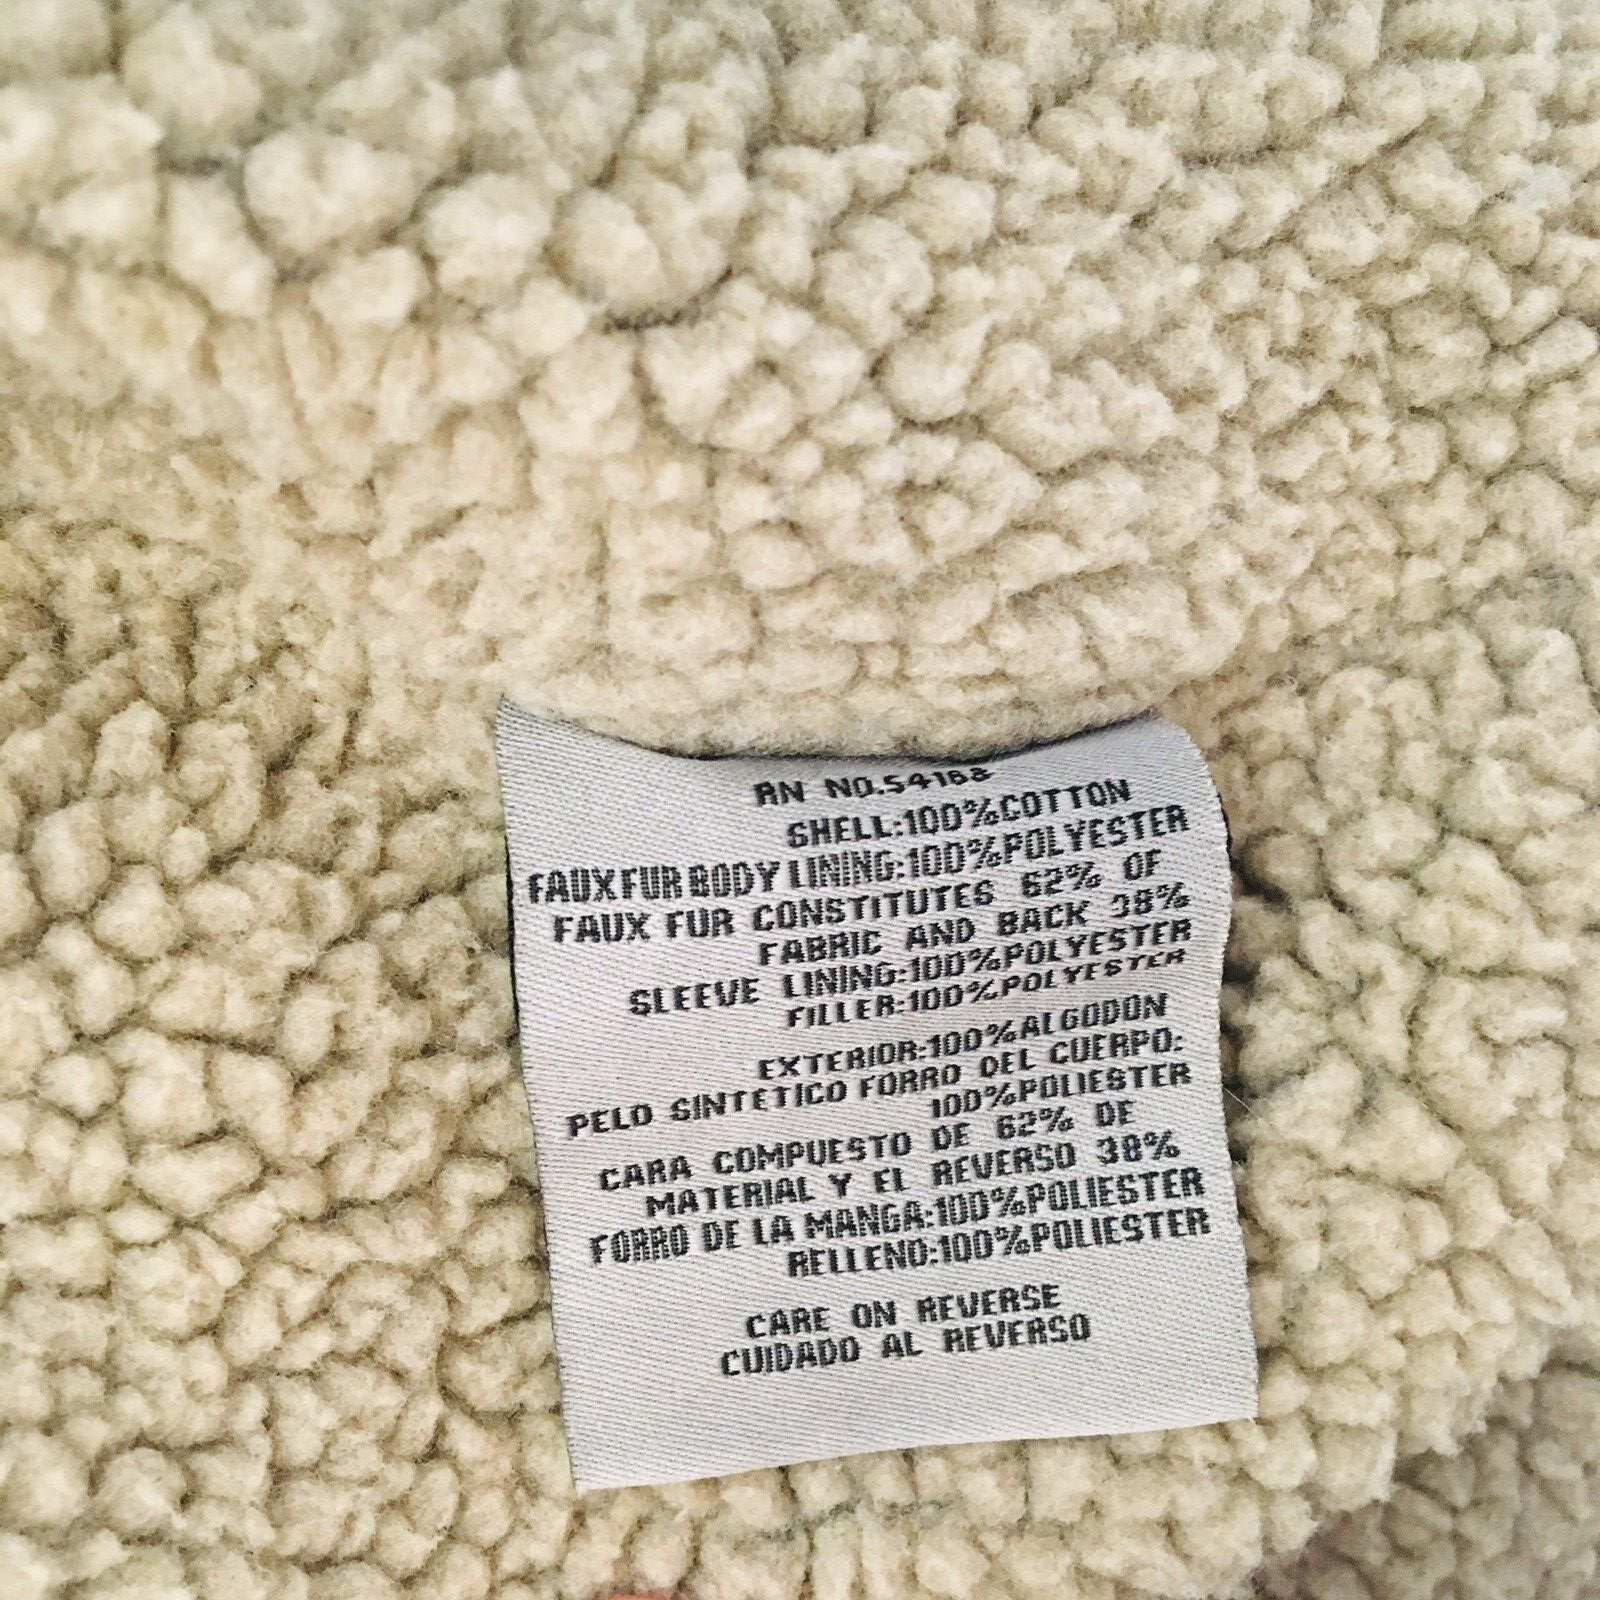 RN NO.54163
SHELL:100%COTTON
FAUX FUR BODY LINING:100%POLYESTER
FAUX FUR CONSTITUTES 62% OF
FABRIC AND BACK 38%
SLEEVE LINING:100%POLYESTER
FILLER:100%POLYESTER
EXTERIOR:100%ALGODON
PELO SINTETICO FORRO DEL CUERPO:
100%POLIESTER
CARA COMPUESTO DE 62% DE
MATERIAL Y EL REVERSO 38%
FORRO DE LA MANGA:100%POLIESTER
RELLENO:100%POLIESTER
CARE ON REVERSE
CUIDADO AL REVERSO